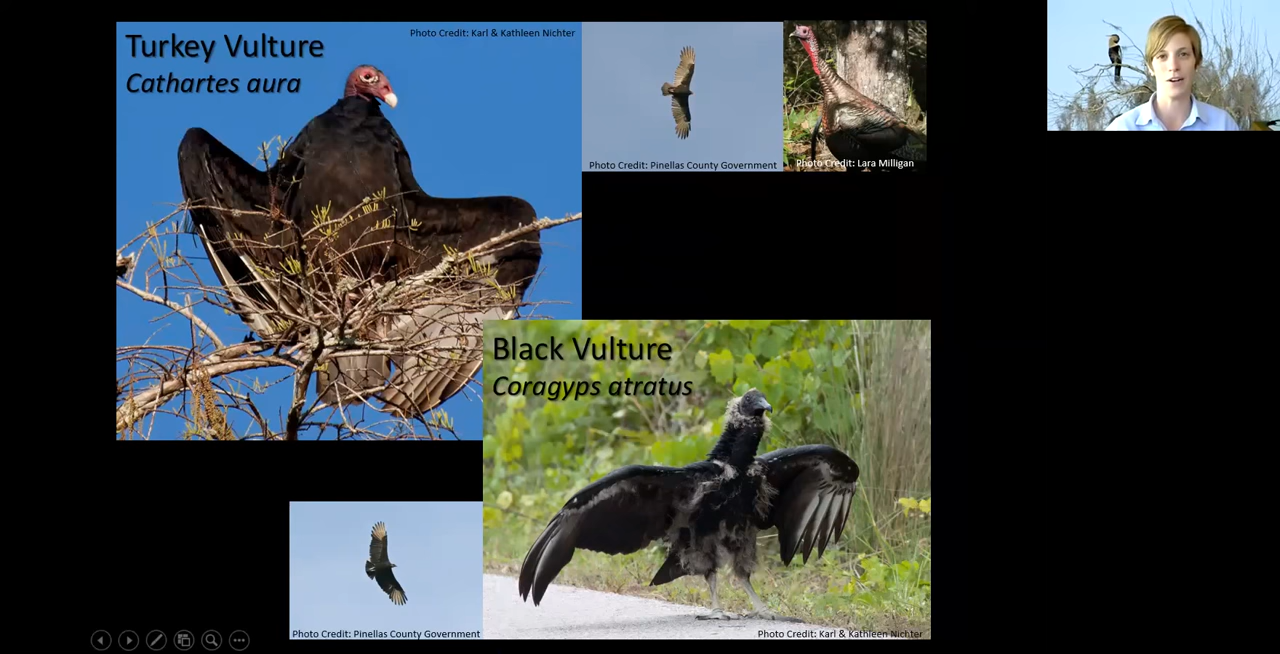 Turkey Vulture
Cathartes aura
Photo Credit: Karl & Kathleen Nichter
Photo Credit: Pinellas County Government
Photo Credit: Lara Milligan
Black Vulture
Coragyps atratus
Photo Credit: Pinellas County Government
Photo Credit: Karl & Kathleen Nichter